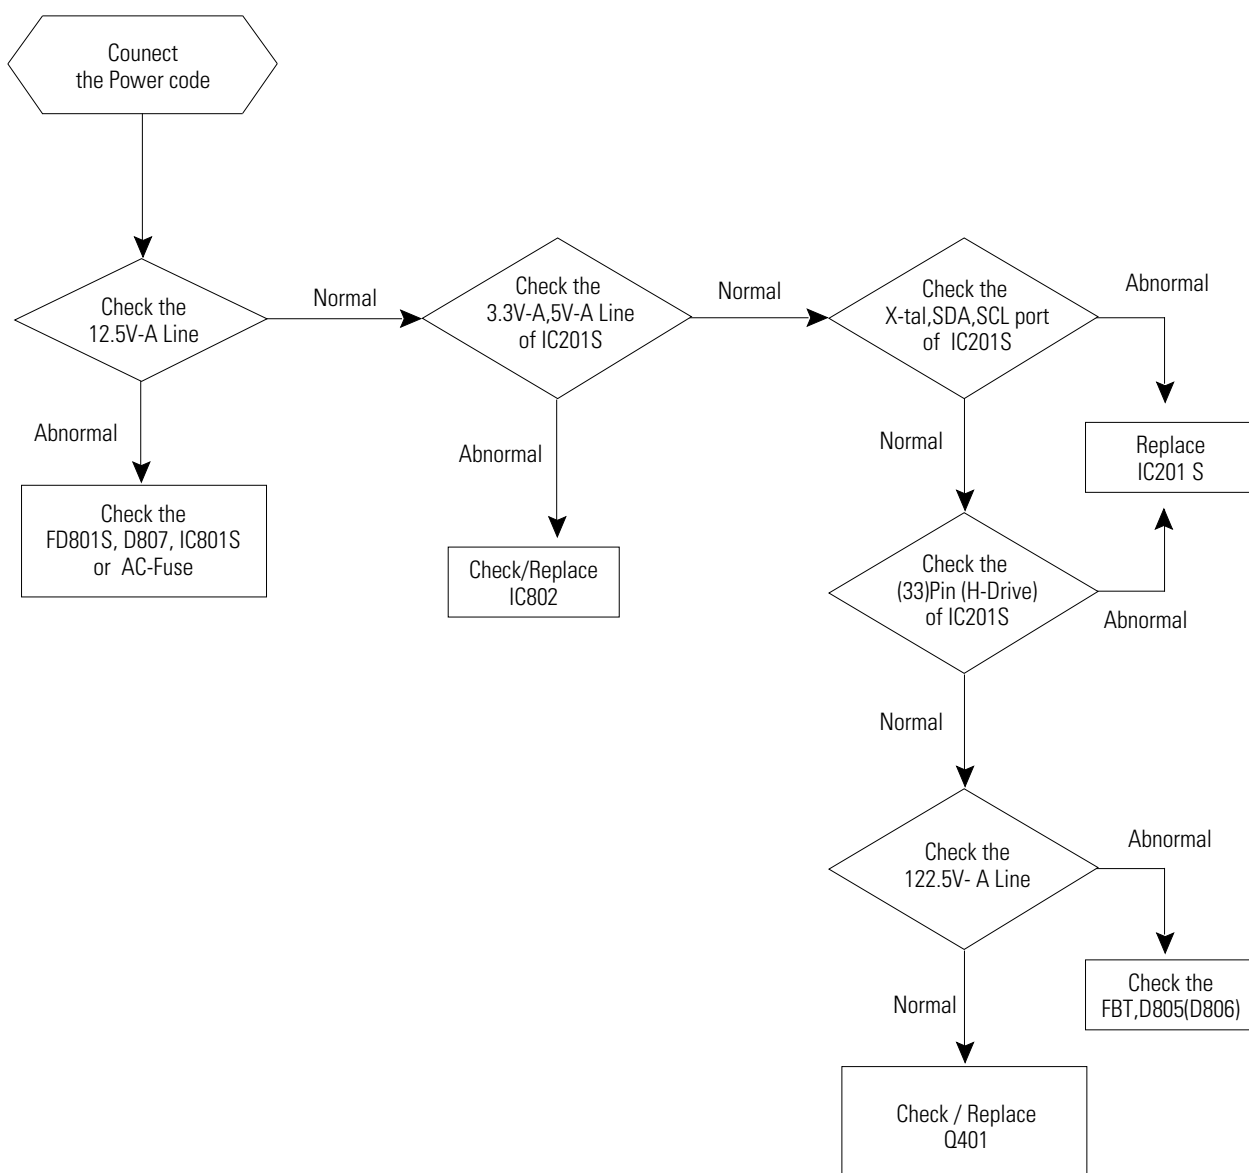 Counect
the Power code
Check the
12.5V-A Line
Normal
Check the
3.3V-A,5V-A Line
of IC201S
Normal
Check the
X-tal,SDA,SCL port
of IC201S
Abnormal
Abnormal
Check the
FD801S, D807, IC801S
or AC-Fuse
Abnormal
Check/Replace
IC802
Normal
Replace
IC201 S
Check the
(33)Pin (H-Drive)
of IC201S
Abnormal
Normal
Check the
122.5V- A Line
Abnormal
Check the
FBT,D805(D806)
Normal
Check / Replace
Q401